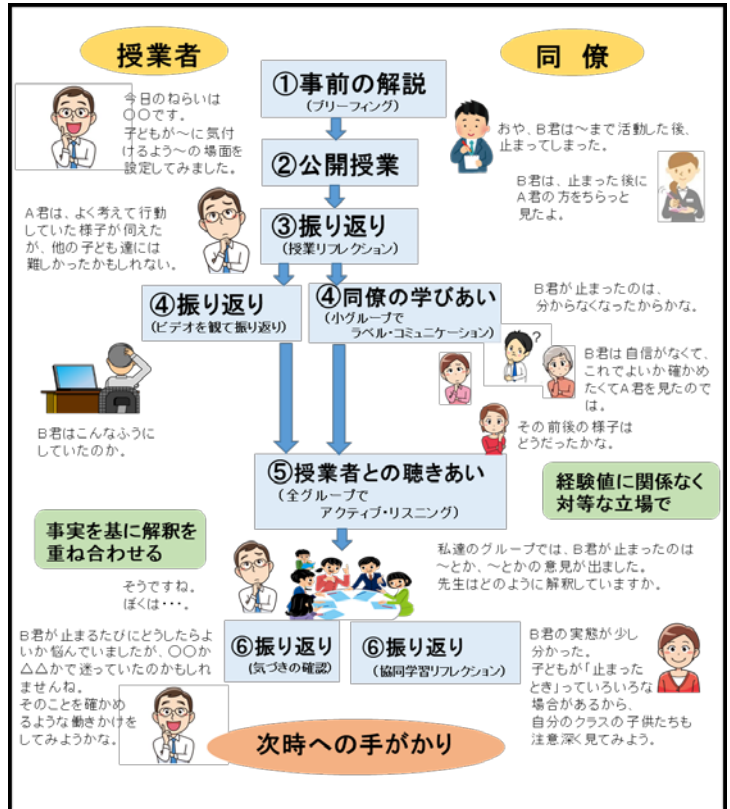 授業者
同 僚
①事前の解説
(ブリーフィング)
今日のねらいは
〇〇です。
子どもが～に気付
けるよう～の場面を
設定してみました。
おや、B君は～まで活動した後、
止まってしまった。
②公開授業
B君は、止まった後に
A君の方をちらっと
見たよ。
A君は、よく考えて行動
していた様子が伺えた
が、他の子ども達には
難しかったかもしれない。
③振り返り
(授業リフレクション)
④振り返り
(ビデオを観て振り返り)
④同僚の学びあい
(小グループで
ラベル・コミュニケーション)
B君が止まったのは、
分からなくなったからかな。
?
B君は自信がなくて、
これでよいか確かめ
たくてA君を見たので
は。
その前後の様子は
どうだったかな。
B君はこんなふうに
していたのか。
⑤授業者との聴きあい
(全グループで
アクティブ・リスニング)
経験値に関係なく
対等な立場で
事実を基に解釈を
重ね合わせる
私達のグループでは、B君が止まったのは
～とか、～とかの意見が出ました。
先生はどのように解釈していますか。
そうですね。
ぼくは・・・。
⑥振り返り
(気づきの確認)
⑥振り返り
(協同学習リフレクション)
B君が止まるたびにどうしたらよ
いか悩んでいましたが、〇〇か
△△かで迷っていたのかもしれ
ませんね。
そのことを確かめ
るような働きかけを
してみようかな。
B君の実態が少し
分かった。
子どもが「止まった
とき」っていろいろな
場合があるから、
自分のクラスの子供たちも
注意深く見てみよう。
次時への手がかり